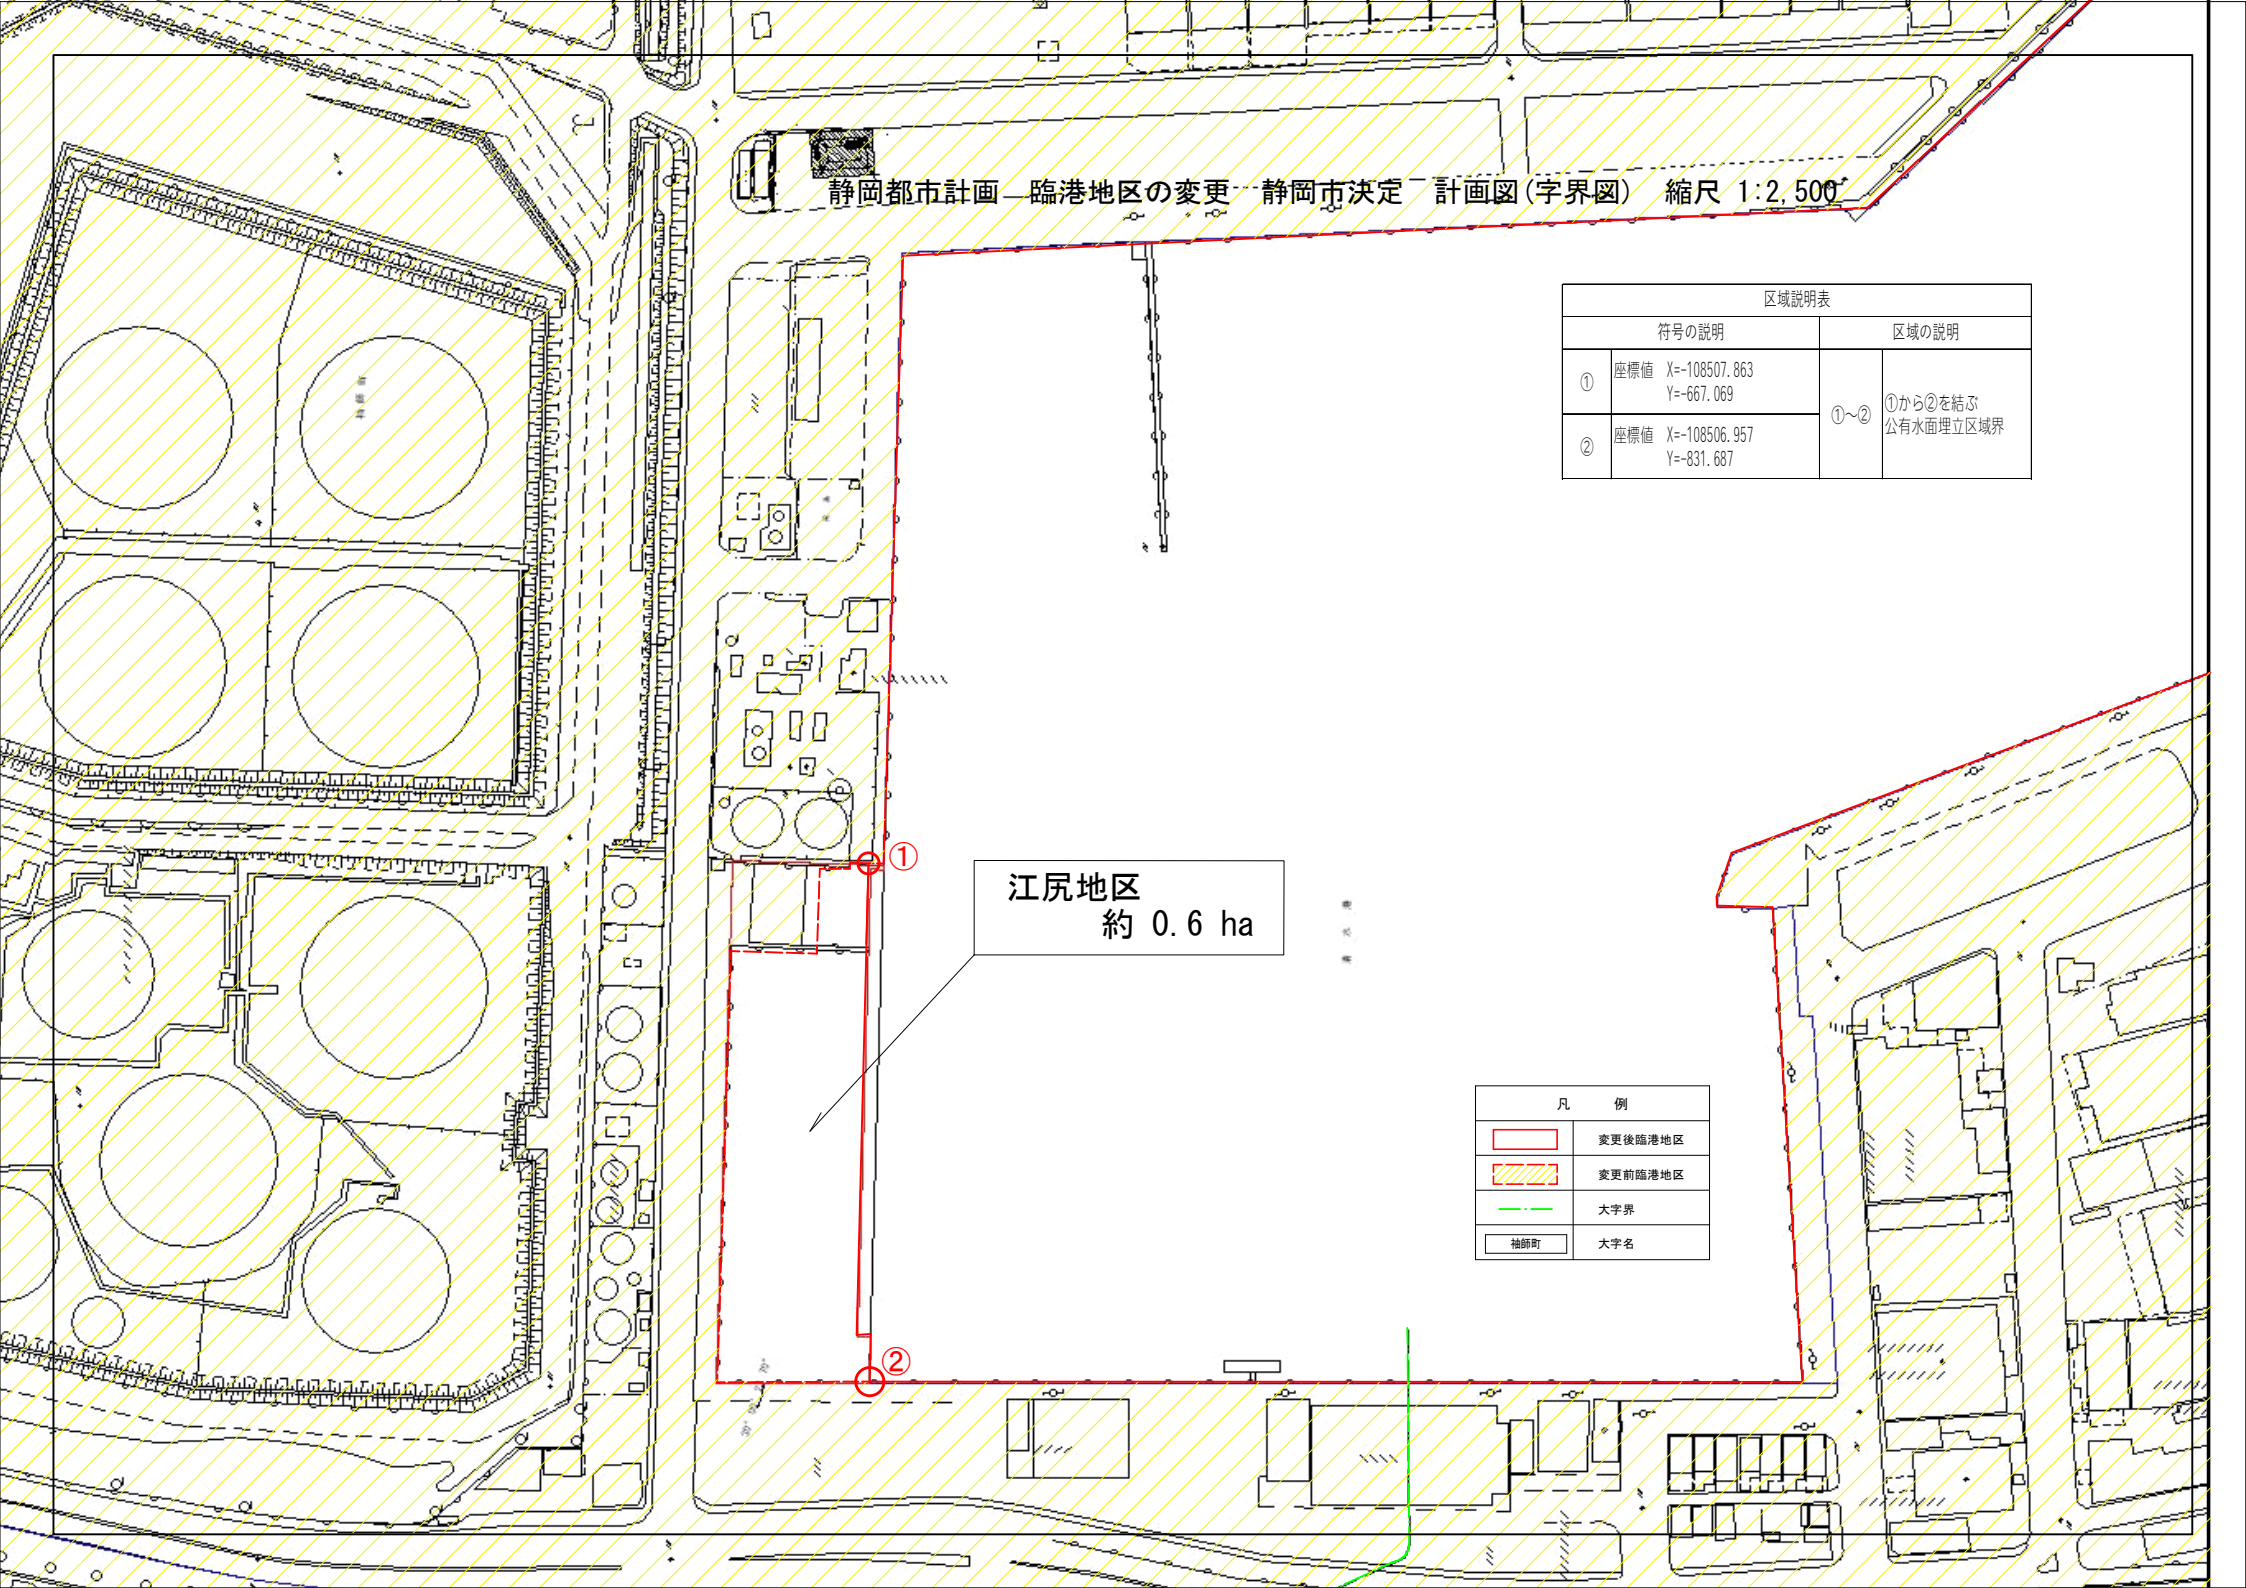 静岡都市計画 臨港地区の変更　静岡市決定　計画図(字界図)　縮尺 1:2,500
区域説明表
符号の説明 区域の説明
① 座標値 X=-108507.863
Y=-667.069
② 座標値 X=-108506.957
Y=-831.687
①～② ①から②を結ぶ
公有水面埋立区域界
①
江尻地区
約 0.6 ha
②
凡 例
変更後臨港地区
変更前臨港地区
大字界
袖師町 大字名